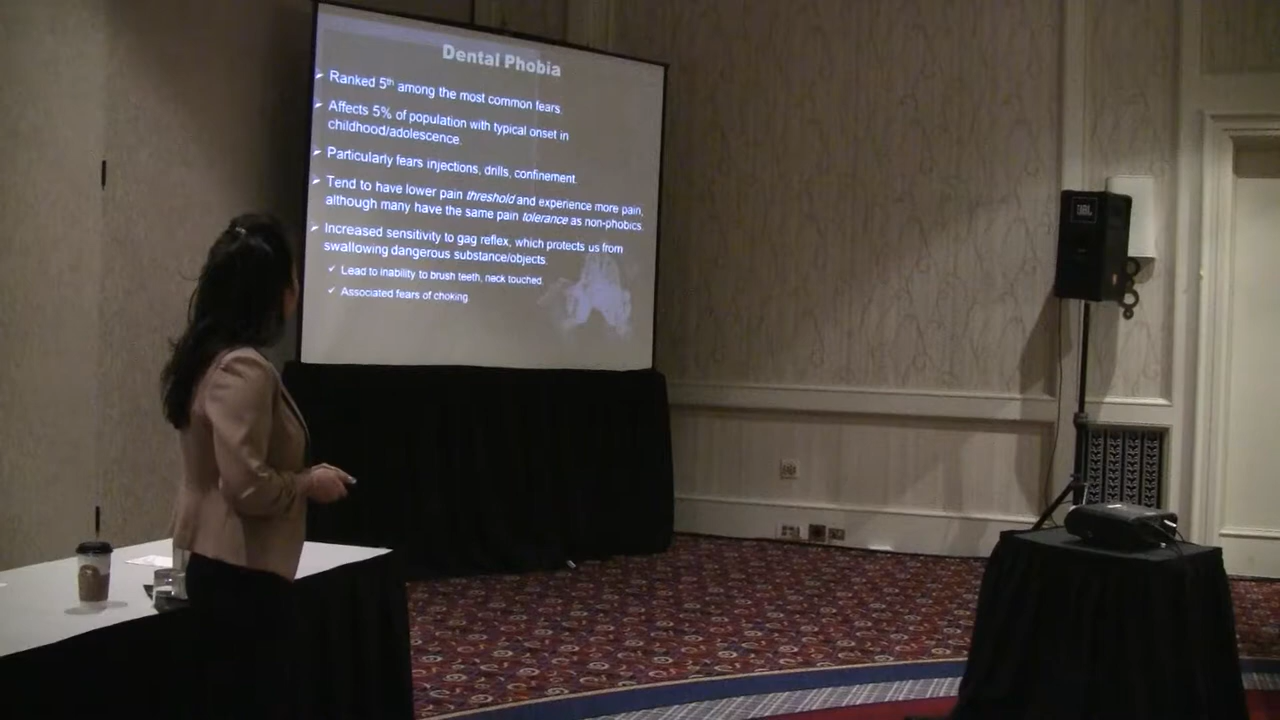 Dental Phobia
Ranked 5th among the most common fears.
Affects 5% of population with typical onset in
childhood/adolescence.
Particularly fears injections, drills, confinement.
Tend to have lower pain threshold and experience more pain,
although many have the same pain tolerance as non-phobics.
Increased sensitivity to gag reflex, which protects us from
swallowing dangerous substance/objects.
Lead to inability to brush teeth, neck touched.
Associated fears of choking
JBL